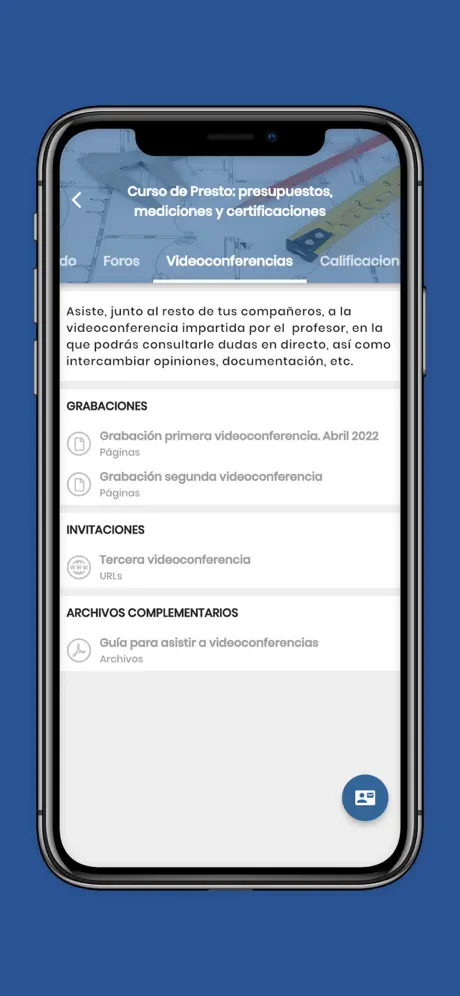 Curso de Presto: presupuestos,
mediciones y certificaciones
do Foros Videoconferencias Calificacion
Asiste, junto al resto de tus compañeros, a la
videoconferencia impartida por el profesor, en la
que podrás consultarle dudas en directo, así como
intercambiar opiniones, documentación, etc.
GRABACIONES
Grabación primera videoconferencia. Abril 2022
Páginas
Grabación segunda videoconferencia
Páginas
INVITACIONES
WWW
Tercera videoconferencia
URLs
ARCHIVOS COMPLEMENTARIOS
Guía para asistir a videoconferencias
Archivos